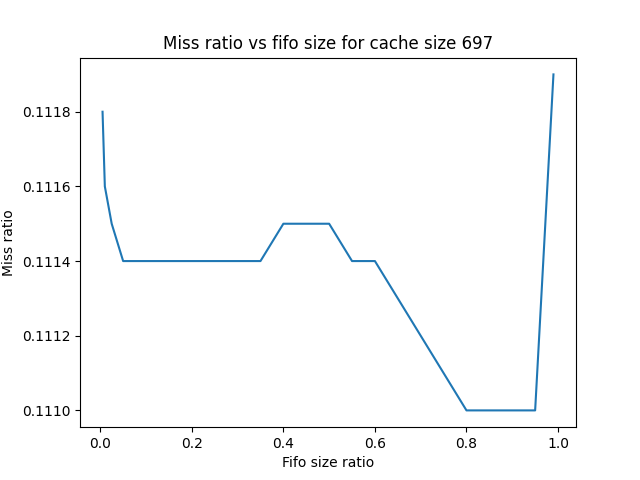 Miss ratio vs fifo size for cache size 697
Miss ratio
0.1118
0.1116
0.1114
0.1112
0.1110
0.0 0.2 0.4 0.6 0.8 1.0
Fifo size ratio